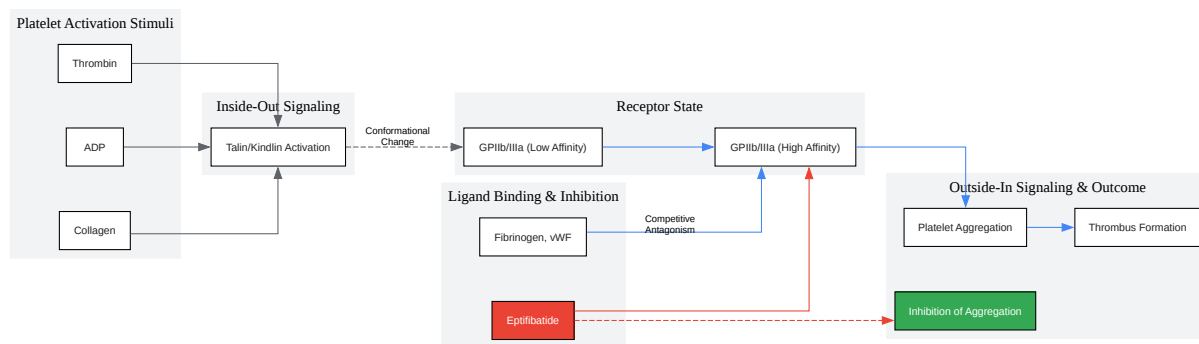 Platelet Activation Stimuli
Thrombin
ADP
Collagen
Inside-Out Signaling
Talin/Kindlin Activation
Conformational
Change
Receptor State
GPIIb/IIIa (Low Affinity)
GPIIb/IIIa (High Affinity)
Ligand Binding & Inhibition
Fibrinogen, vWF
Competitive
Antagonism
Eptifibatide
Outside-In Signaling & Outcome
Platelet Aggregation
Thrombus Formation
Inhibition of Aggregation